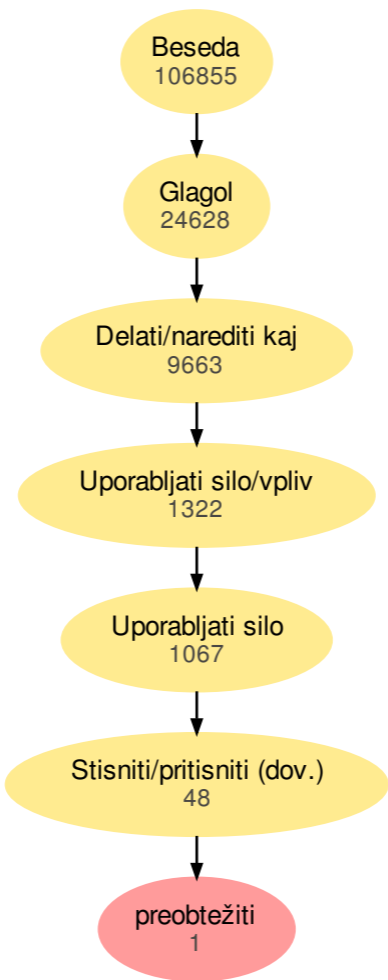 Beseda
106855
Glagol
24628
Delati/narediti kaj
9663
Uporabljati silo/vpliv
1322
Uporabljati silo
1067
Stisniti/pritisniti (dov.)
48
preobtežiti
1